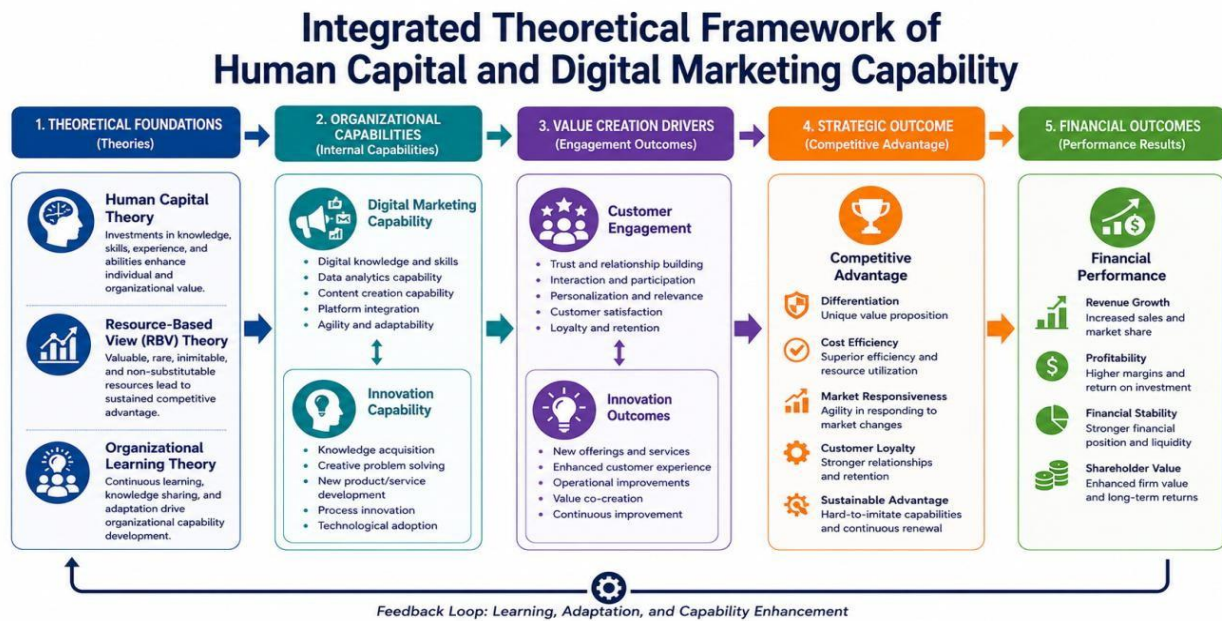 Integrated Theoretical Framework of
Human Capital and Digital Marketing Capability
1. THEORETICAL FOUNDATIONS
(Theories)
2. ORGANIZATIONAL
CAPABILITIES
(Internal Capabilities)
3. VALUE CREATION DRIVERS
(Engagement Outcomes)
4. STRATEGIC OUTCOME
(Competitive Advantage)
5. FINANCIAL OUTCOMES
(Performance Results)
Human Capital
Theory
Investments in knowledge,
skills, experience, and
abilities enhance
individual and
organizational value.
Resource-Based
View (RBV) Theory
Valuable, rare, inimitable,
and non-substitutable
resources lead to
sustained competitive
advantage.
Organizational
Learning Theory
Continuous learning,
knowledge sharing, and
adaptation drive
organizational capability
development.
Digital Marketing
Capability
• Digital knowledge and skills
• Data analytics capability
• Content creation capability
• Platform integration
• Agility and adaptability
Innovation
Capability
• Knowledge acquisition
• Creative problem solving
• New product/service
development
• Process innovation
• Technological adoption
Customer
Engagement
• Trust and relationship building
• Interaction and participation
• Personalization and relevance
• Customer satisfaction
• Loyalty and retention
Innovation
Outcomes
• New offerings and services
• Enhanced customer experience
• Operational improvements
• Value co-creation
• Continuous improvement
Competitive
Advantage
Differentiation
Unique value proposition
Cost Efficiency
Superior efficiency and
resource utilization
Market Responsiveness
Agility in responding to
market changes
Customer Loyalty
Stronger relationships
and retention
Sustainable Advantage
Hard-to-imitate capabilities
and continuous renewal
$
Financial
Performance
Revenue Growth
Increased sales and
market share
$
Profitability
Higher margins and
return on investment
Financial Stability
Stronger financial
position and liquidity
Shareholder Value
Enhanced firm value
and long-term returns
Feedback Loop: Learning, Adaptation, and Capability Enhancement